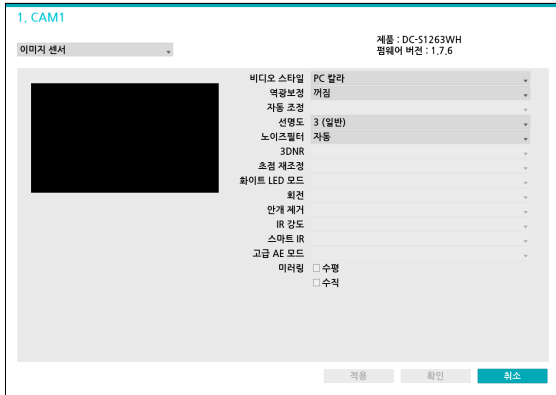 1. CAM1
이미지 센서
제품 : DC-S1263WH
펌웨어 버전 : 1.7.6
비디오 스타일 PC 칼라
역광보정 꺼짐
자동 조정
선명도 3 (일반)
노이즈필터 자동
3DNR
초점 재조정
화이트 LED 모드
회전
안개 제거
IR 강도
스마트 IR
고급 AE 모드
미러링 수평
수직
적용 확인 취소